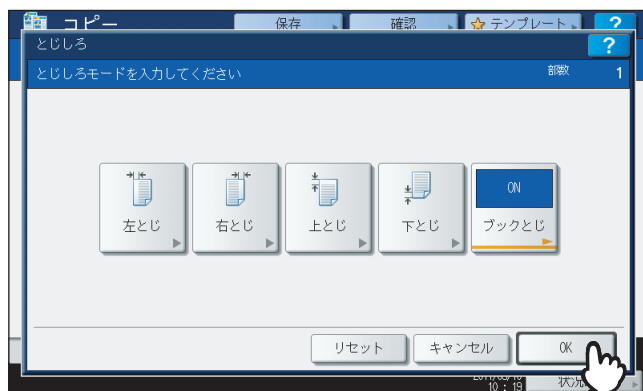 コピー 保存 確認 テンプレート ?
とじしろ ?
とじしろモードを入力してください 部数 1
左とじ 右とじ 上とじ 下とじ ON ブックとじ
リセット キャンセル OK
10 : 19